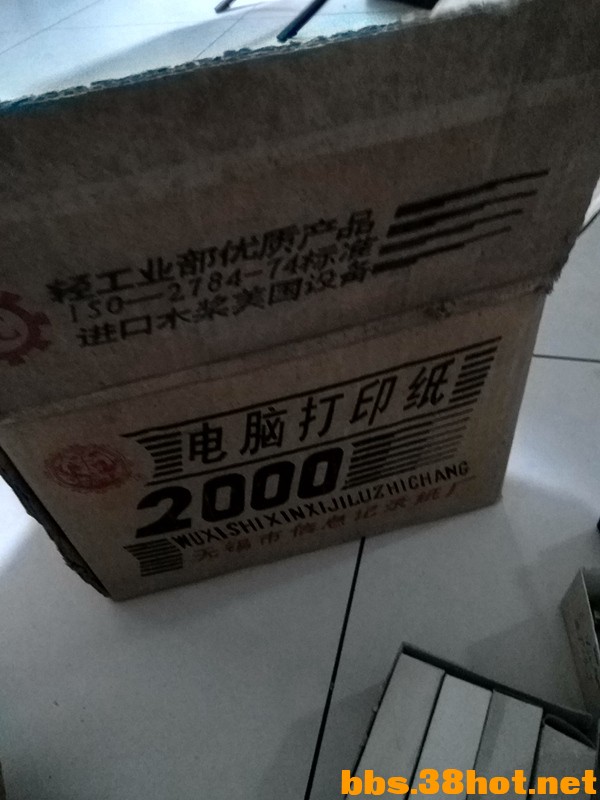 轻工业部优质产品
ISO—2784-74标准
进口木浆美国设备
电脑打印纸
2000
WUXISHIXINXIJILUZHICHANG
无锡市信息记录纸厂
bbs.38hot.net